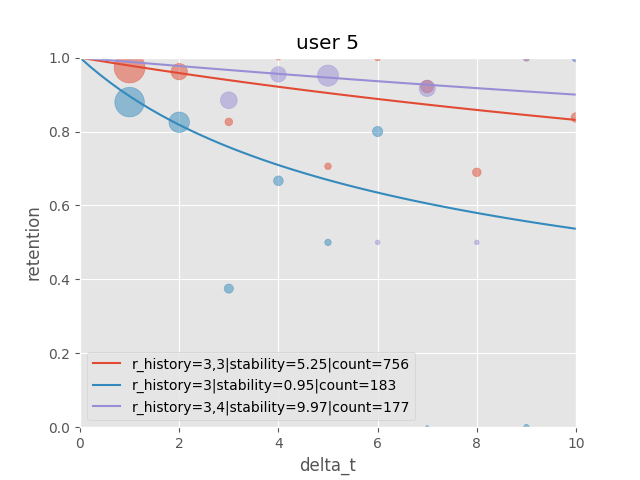 user 5
1.0
0.8
0.6
0.4
0.2
0.0
retention
r_history=3,3|stability=5.25|count=756
r_history=3|stability=0.95|count=183
r_history=3,4|stability=9.97|count=177
0 2 4 6 8 10
delta_t